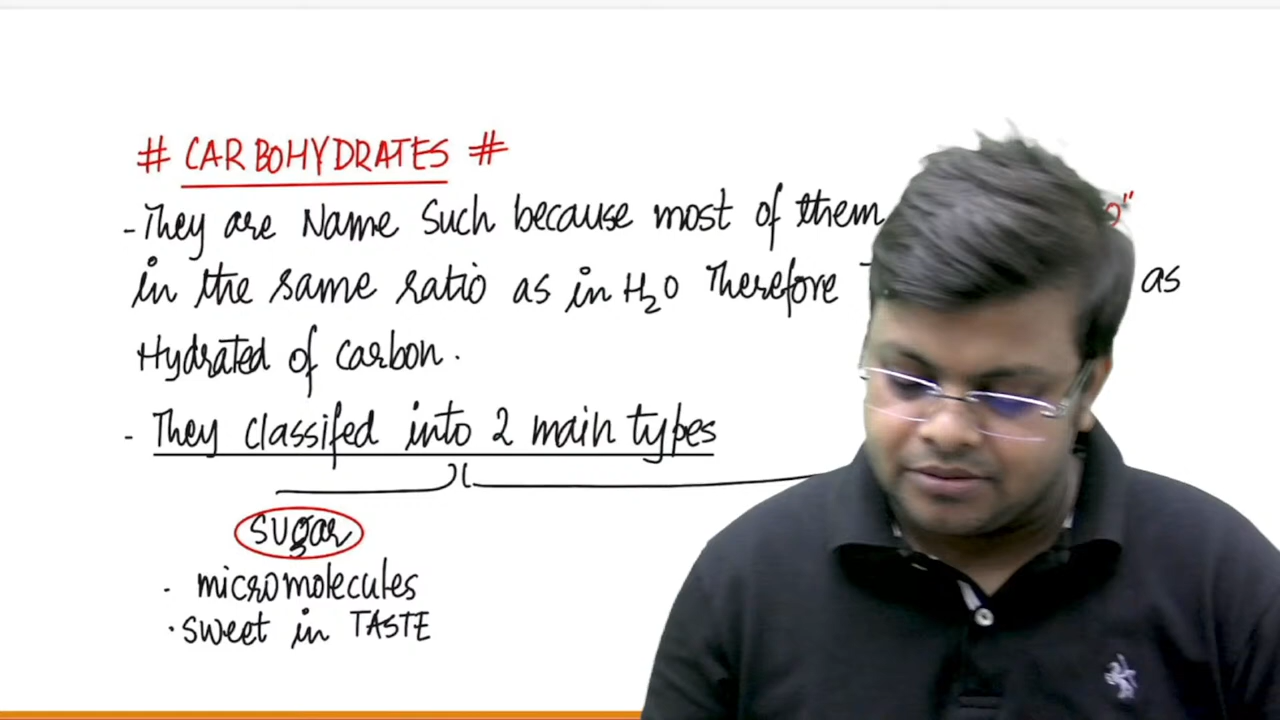 # CARBOHYDRATES #
- They are Name Such because most of them o"
in the same ratio as in H2O Therefore as
Hydrated of carbon.
- They classifed into 2 main types
sugar
. micromolecules
. sweet in TASTE